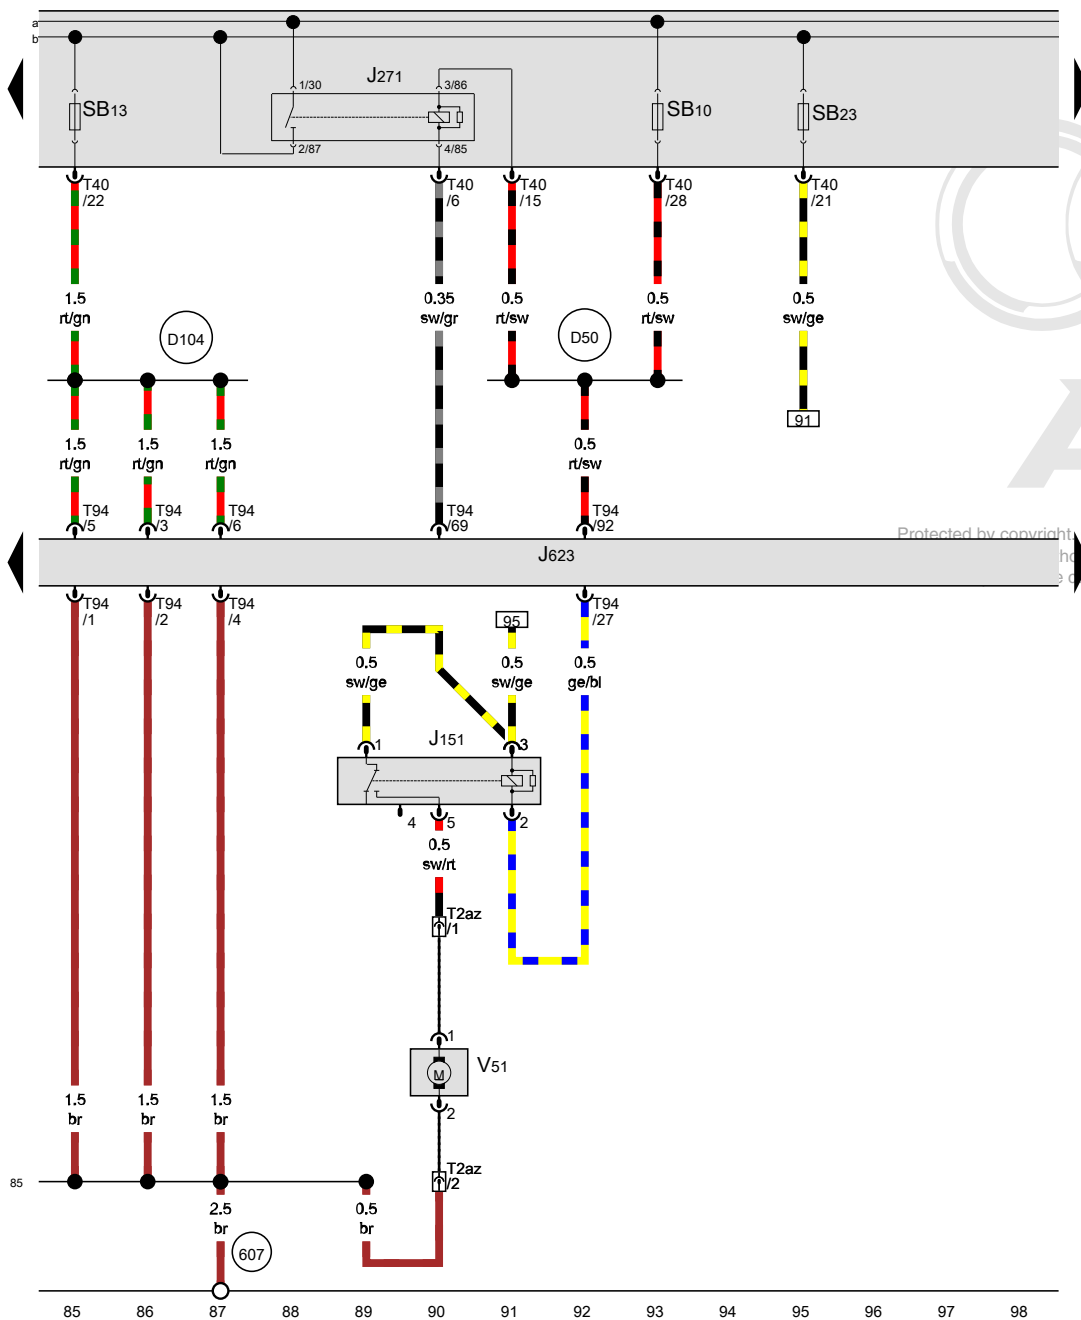 a
b
J271
1/30
3/86
2/87
4/85
SB13
SB10
SB23
T40
/22
T40
/6
T40
/15
T40
/28
T40
/21
1.5
rt/gn
0.35
sw/gr
0.5
rt/sw
0.5
rt/sw
0.5
sw/ge
D104
D50
91
1.5
rt/gn
1.5
rt/gn
1.5
rt/gn
0.5
rt/sw
T94
/5
T94
/3
T94
/6
T94
/69
T94
/92
Protected by copyright.
J623
T94
/1
T94
/2
T94
/4
T94
/27
95
0.5
sw/ge
0.5
sw/ge
0.5
ge/bl
J151
1
3
4
5
2
0.5
sw/rt
T2az
/1
1
V51
M
2
1.5
br
1.5
br
1.5
br
T2az
/2
85
2.5
br
0.5
br
607
85 86 87 88 89 90 91 92 93 94 95 96 97 98